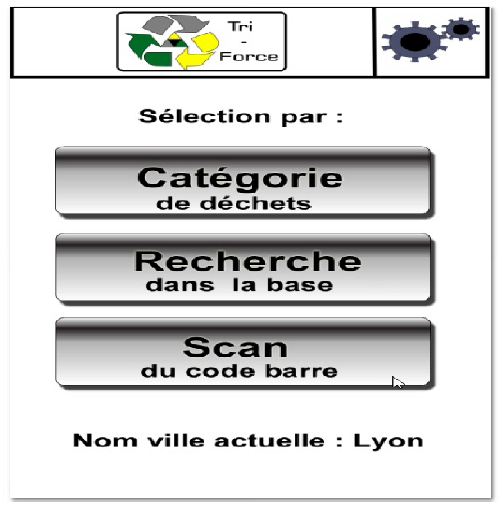 Tri
-
Force
Sélection par :
Catégorie
de déchets
Recherche
dans la base
Scan
du code barre
Nom ville actuelle : Lyon